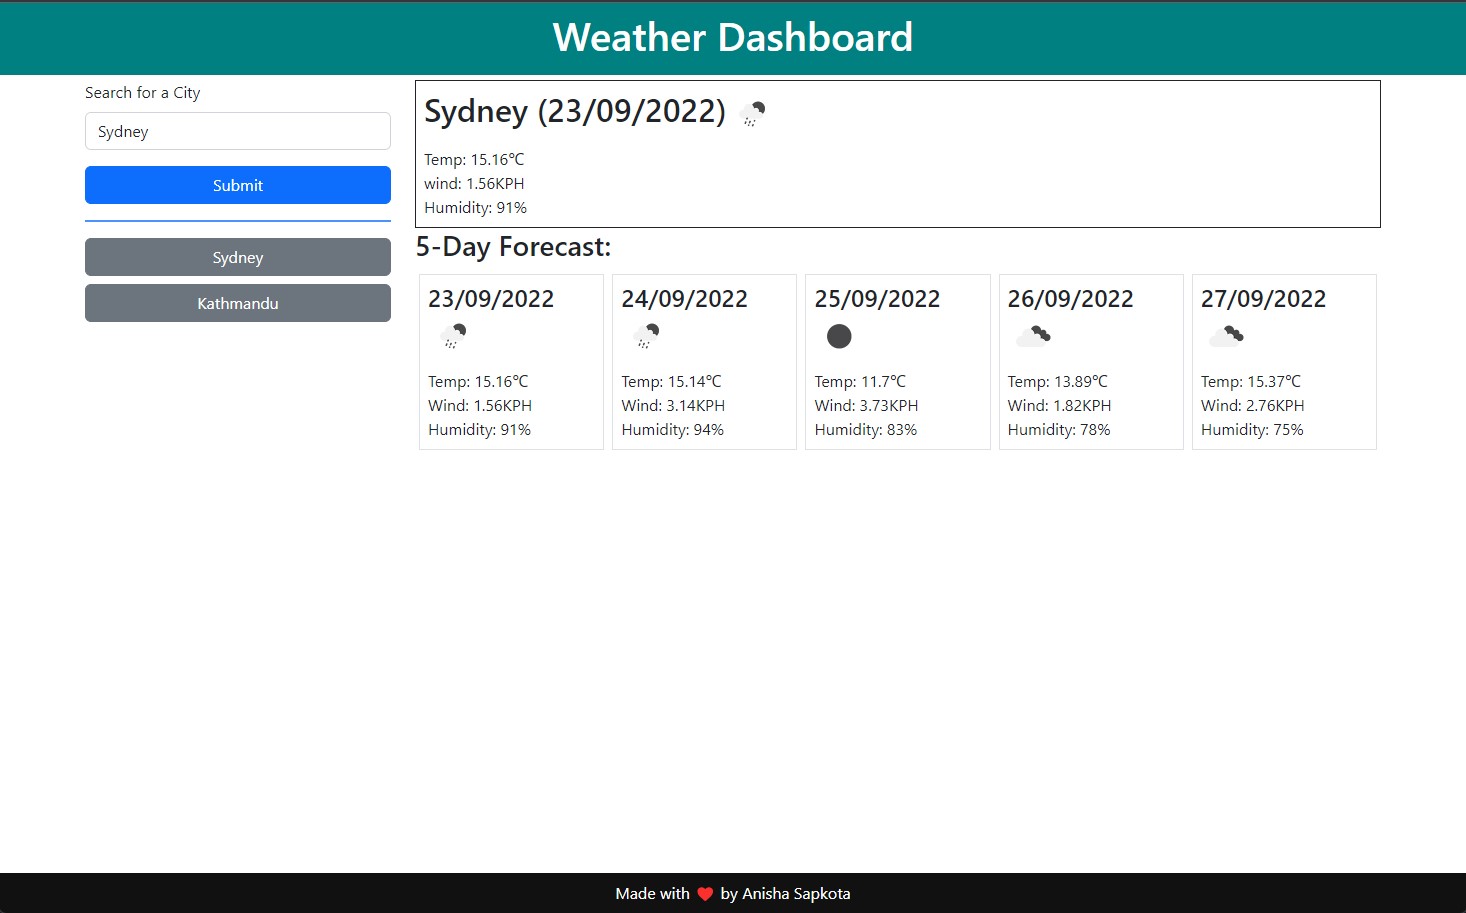 Weather Dashboard
Search for a City
Sydney
Submit
Sydney
Kathmandu
Sydney (23/09/2022)
Temp: 15.16°C
wind: 1.56KPH
Humidity: 91%
5-Day Forecast:
23/09/2022
Temp: 15.16°C
Wind: 1.56KPH
Humidity: 91%
24/09/2022
Temp: 15.14°C
Wind: 3.14KPH
Humidity: 94%
25/09/2022
Temp: 11.7°C
Wind: 3.73KPH
Humidity: 83%
26/09/2022
Temp: 13.89°C
Wind: 1.82KPH
Humidity: 78%
27/09/2022
Temp: 15.37°C
Wind: 2.76KPH
Humidity: 75%
Made with ❤️ by Anisha Sapkota